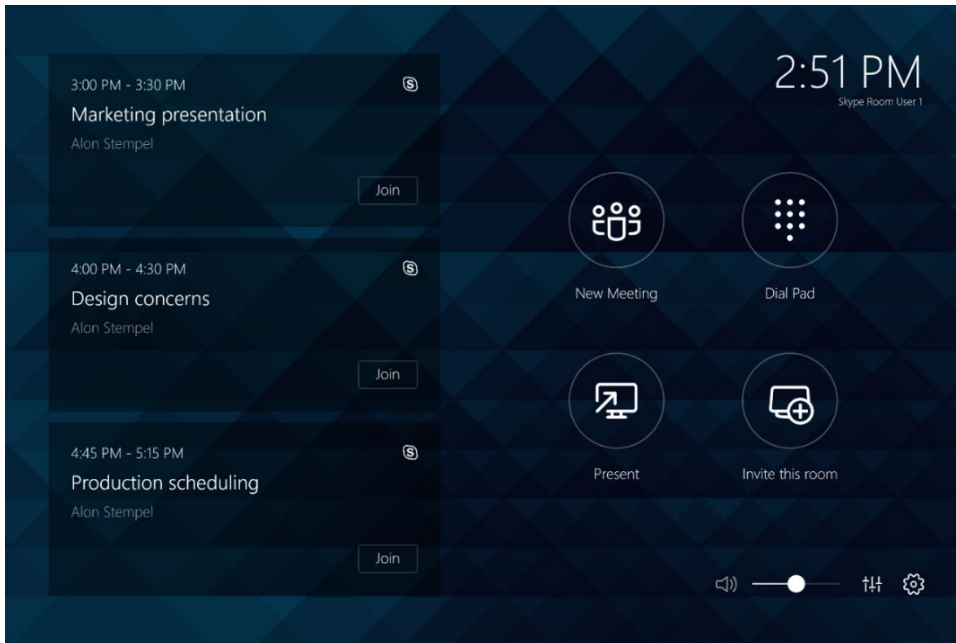 3:00 PM - 3:30 PM
Marketing presentation
Alon Stempel
Join
4:00 PM - 4:30 PM
Design concerns
Alon Stempel
Join
4:45 PM - 5:15 PM
Production scheduling
Alon Stempel
Join
2:51 PM
Skype Room User 1
New Meeting
Dial Pad
Present
Invite this room